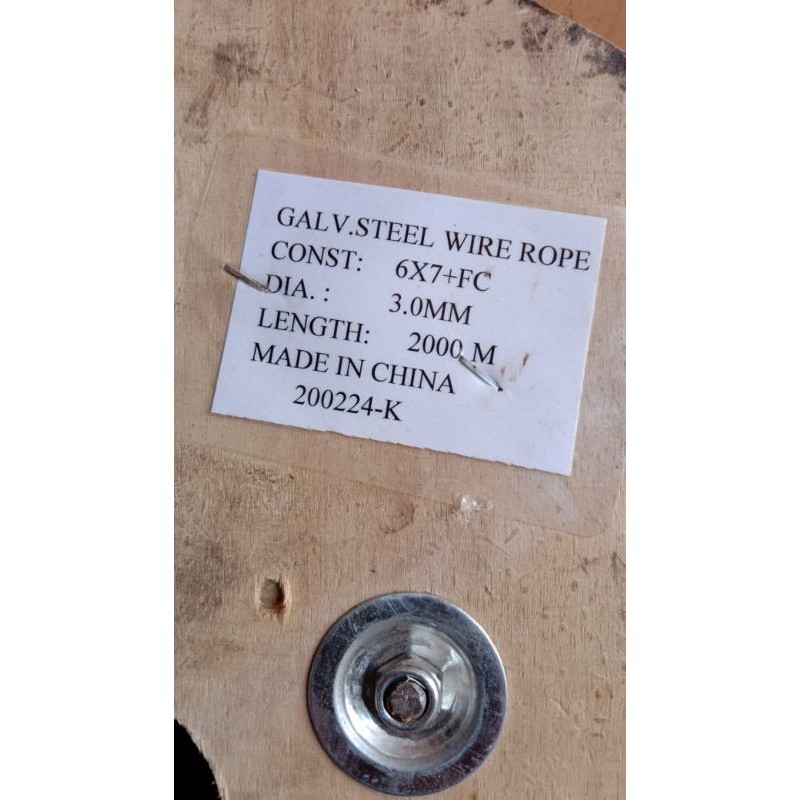 GALV.STEEL WIRE ROPE
CONST: 6X7+FC
DIA. : 3.0MM
LENGTH: 2000 M
MADE IN CHINA
200224-K